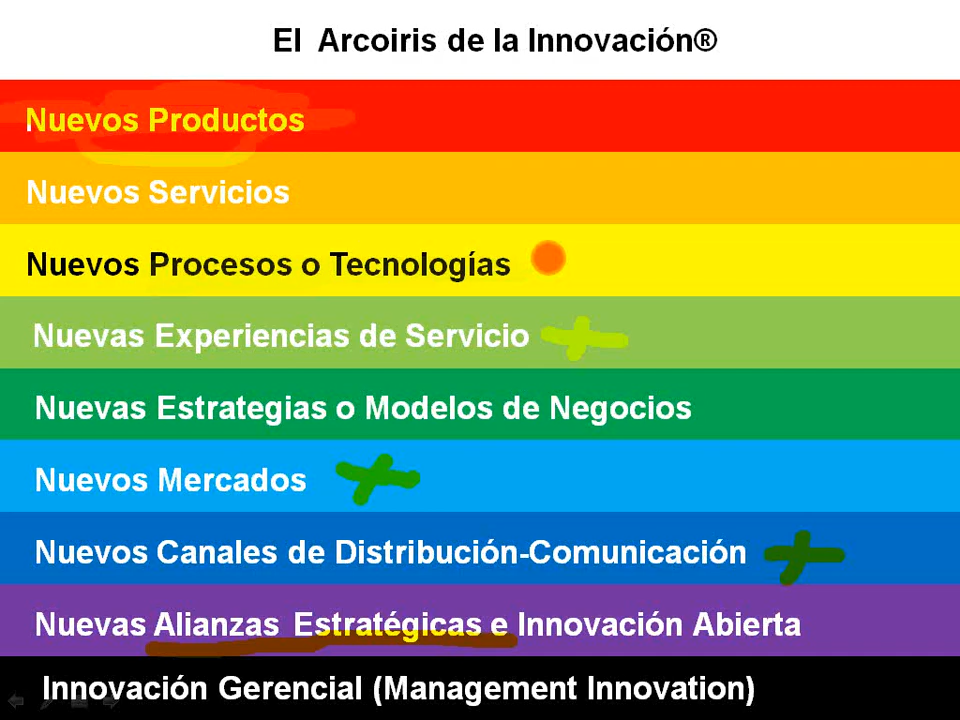 El Arcoiris de la Innovación®
Nuevos Productos
Nuevos Servicios
Nuevos Procesos o Tecnologías
Nuevas Experiencias de Servicio
Nuevas Estrategias o Modelos de Negocios
Nuevos Mercados
Nuevos Canales de Distribución-Comunicación
Nuevas Alianzas Estratégicas e Innovación Abierta
Innovación Gerencial (Management Innovation)